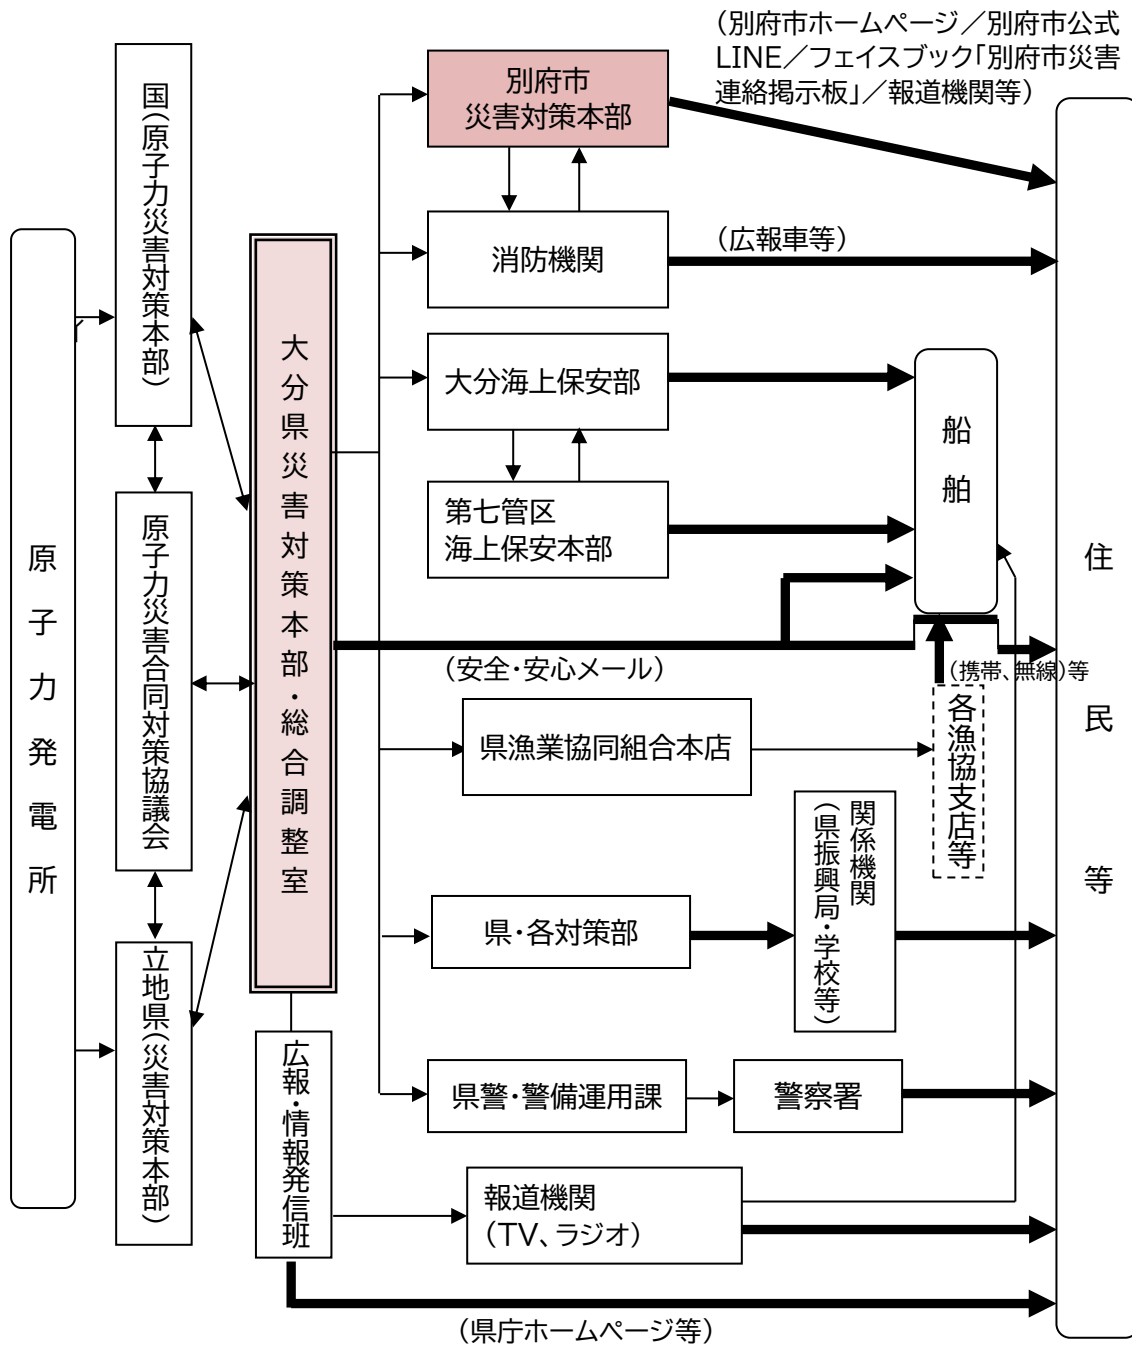 （別府市ホームページ／別府市公式
LINE／フェイスブック「別府市災害
連絡掲示板」／報道機関等）
原子力発電所
国（原子力災害対策本部）
原子力災害合同対策協議会
立地県（災害対策本部）
大分県災害対策本部・総合調整室
広報・情報発信班
別府市
災害対策本部
消防機関
（広報車等）
大分海上保安部
第七管区
海上保安本部
船舶
（安全・安心メール）
（携帯、無線）等
県漁業協同組合本店
各漁協支店等
県・各対策部
関係機関
（県振興局・学校等）
県警・警備運用課
警察署
報道機関
（TV、ラジオ）
（県庁ホームページ等）
住民等